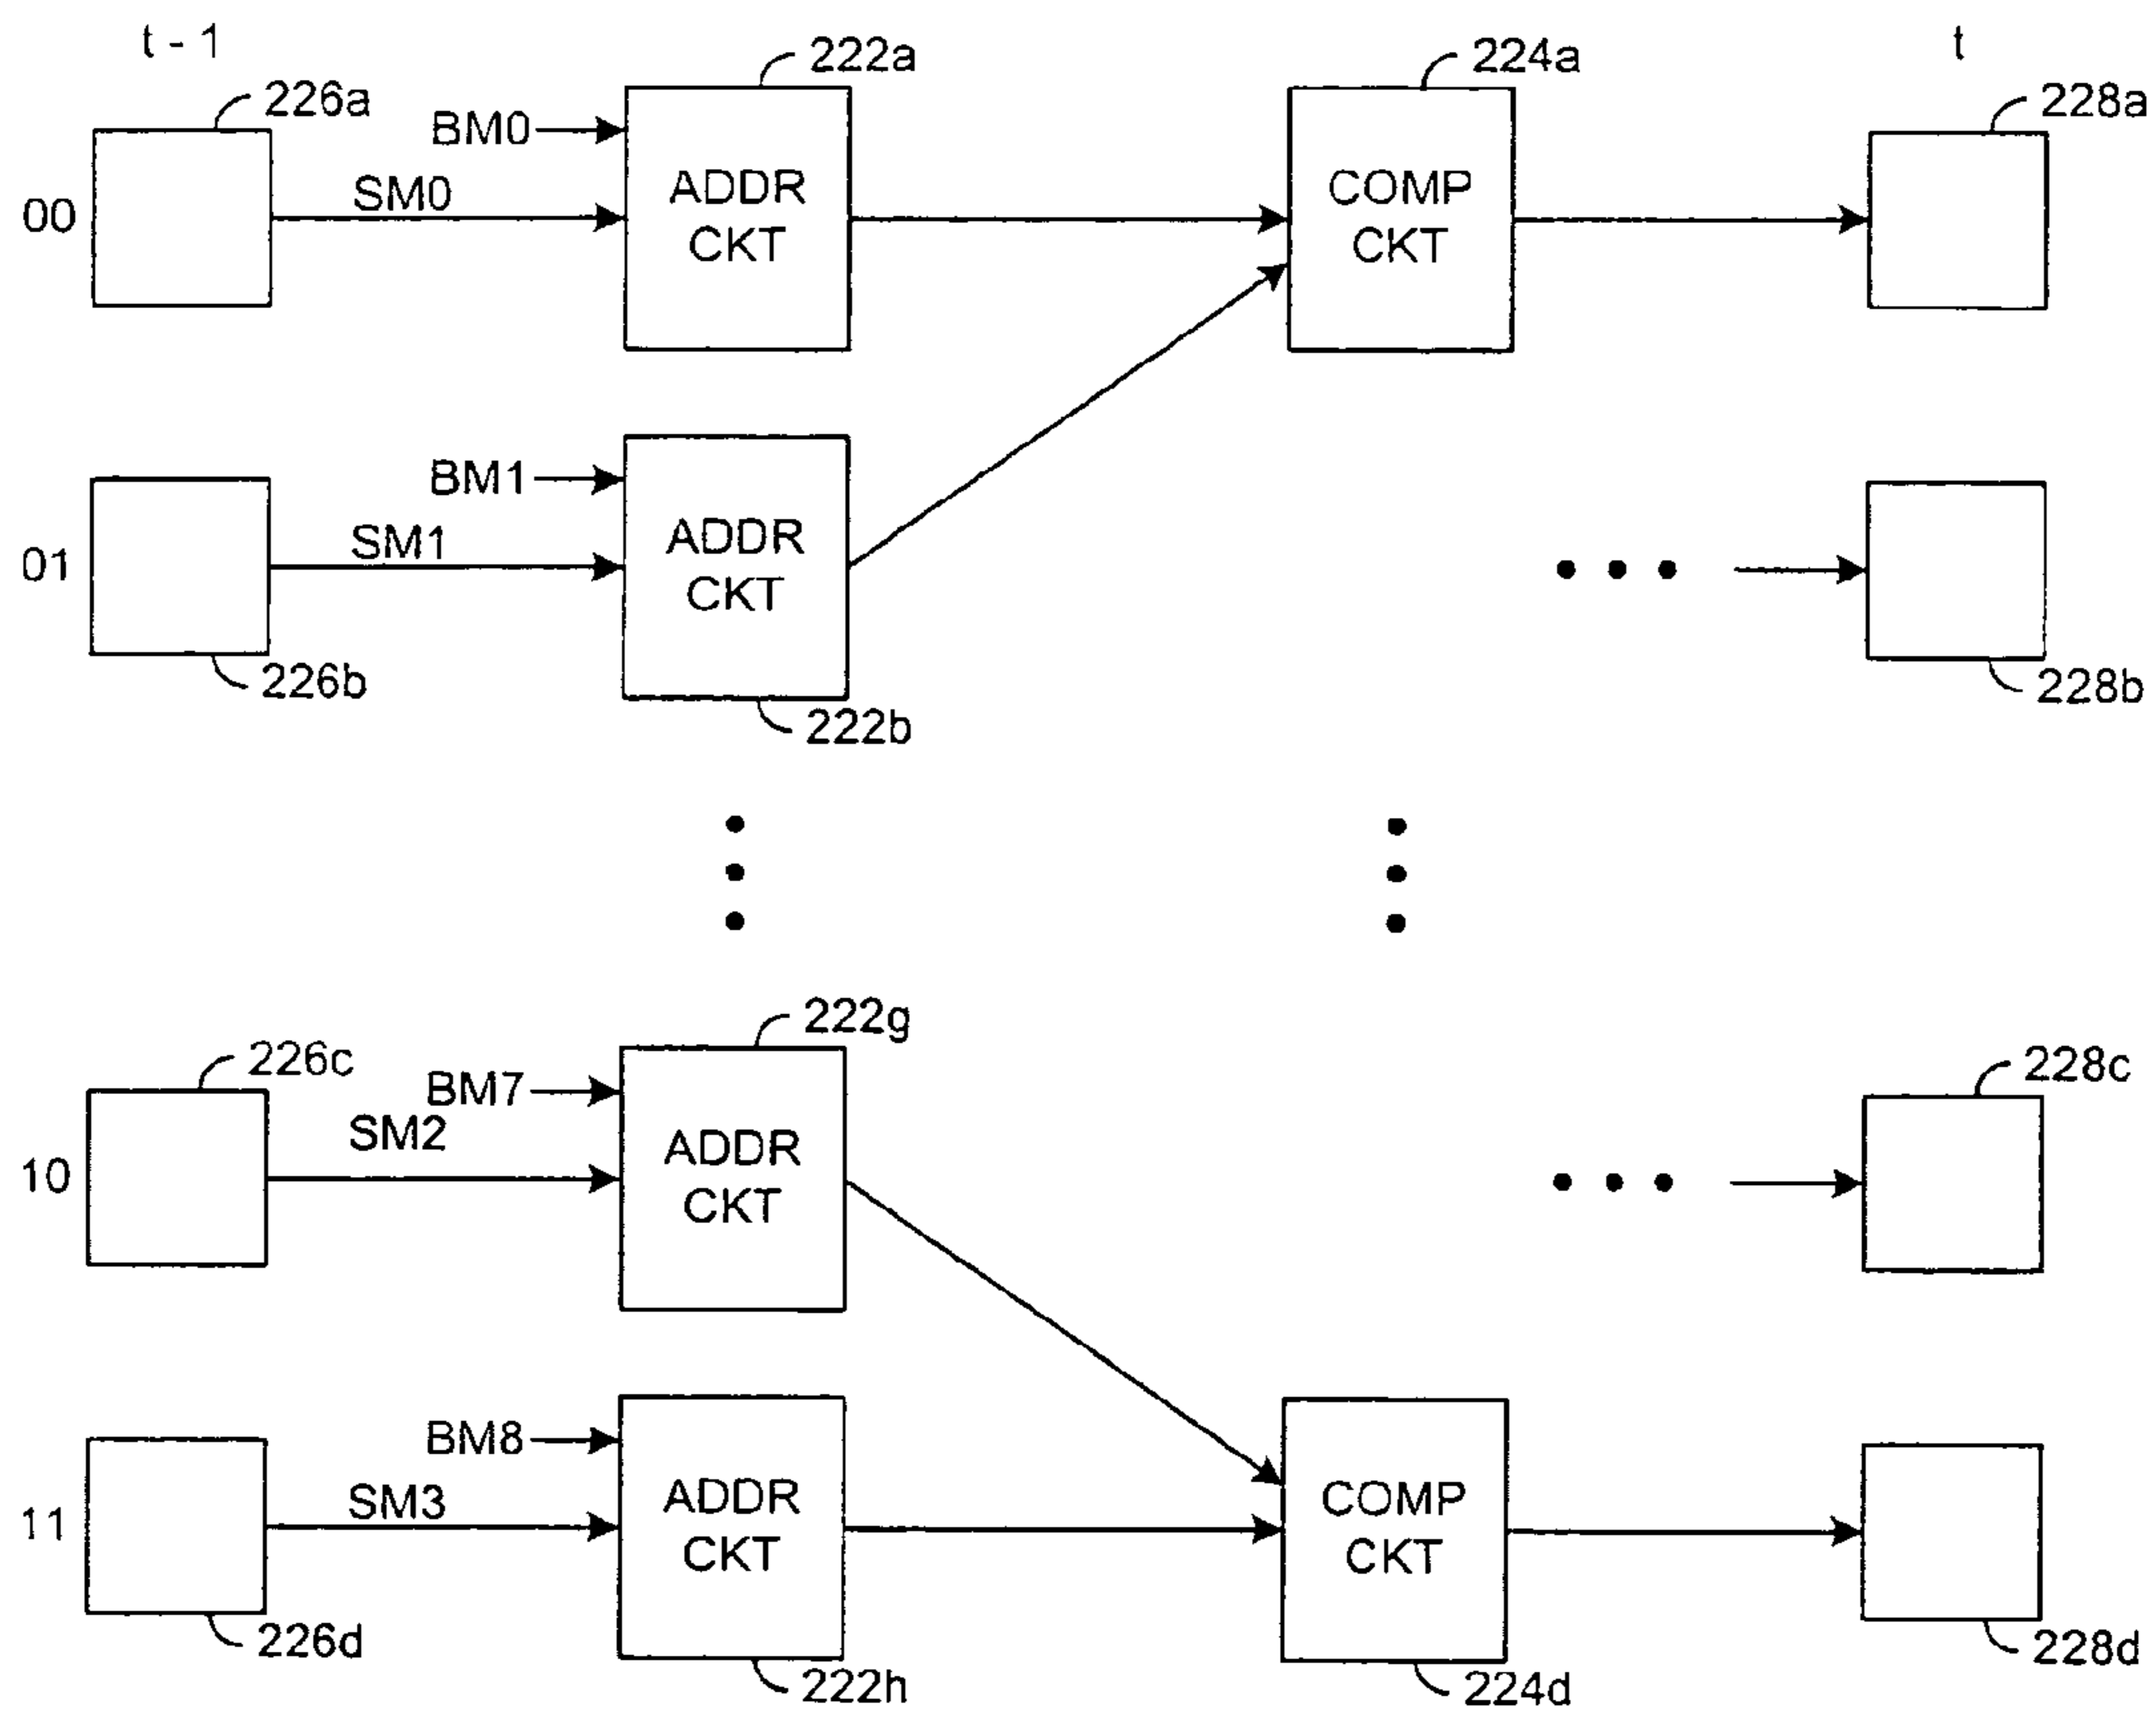 t - 1
t
222a
224a
226a
228a
BM0
SM0
00
ADDR
CKT
COMP
CKT
BM1
SM1
01
ADDR
CKT
226b
228b
222b
222g
226c
228c
BM7
SM2
10
ADDR
CKT
BM8
SM3
11
ADDR
CKT
COMP
CKT
226d
228d
222h
224d